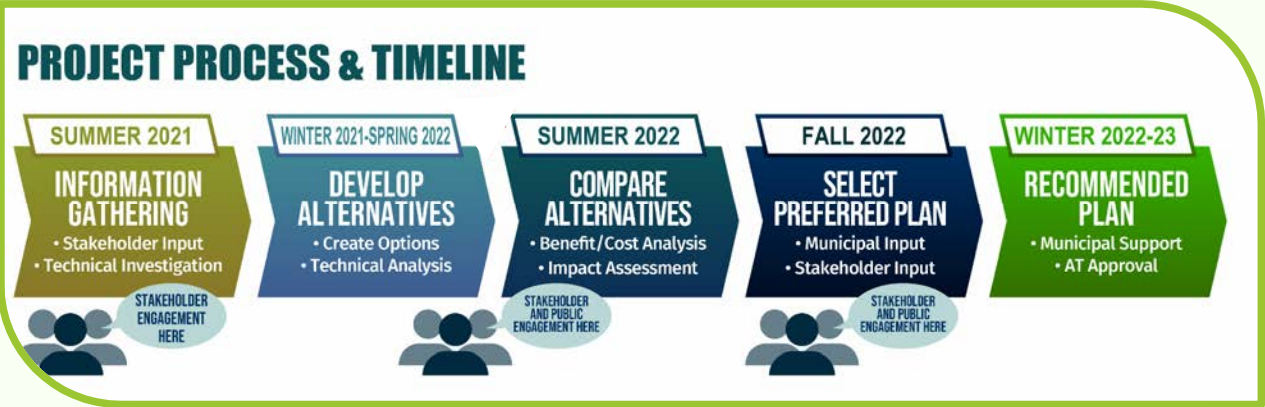 PROJECT PROCESS & TIMELINE
SUMMER 2021
INFORMATION
GATHERING
• Stakeholder Input
• Technical Investigation
STAKEHOLDER
ENGAGEMENT
HERE
WINTER 2021-SPRING 2022
DEVELOP
ALTERNATIVES
• Create Options
• Technical Analysis
SUMMER 2022
COMPARE
ALTERNATIVES
• Benefit/Cost Analysis
• Impact Assessment
STAKEHOLDER
AND PUBLIC
ENGAGEMENT HERE
FALL 2022
SELECT
PREFERRED PLAN
• Municipal Input
• Stakeholder Input
STAKEHOLDER
AND PUBLIC
ENGAGEMENT HERE
WINTER 2022-23
RECOMMENDED
PLAN
• Municipal Support
• AT Approval